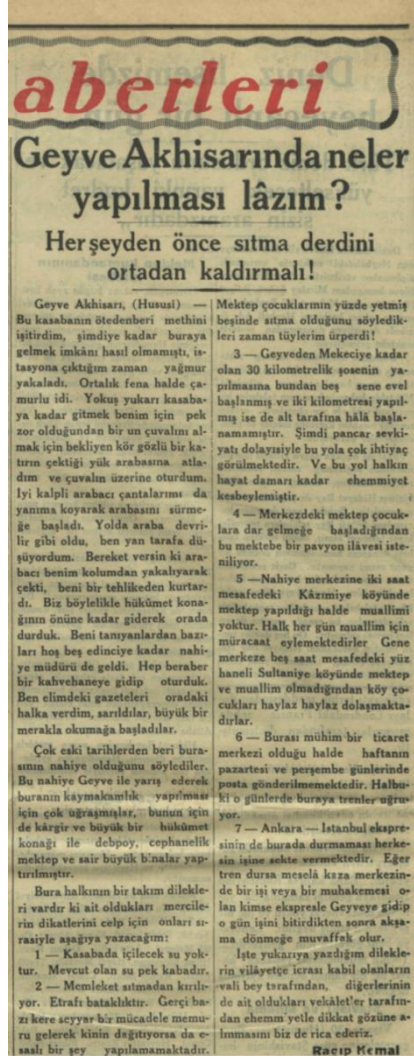 aberleri
Geyve Akhisarında neler
yapılması lâzım?
Herşeyden önce sıtma derdini
ortadan kaldırmalı!
Geyve Akhisarı, (Hususî) —
Bu kasabanın ötedenberi methini
işitirdim, şimdiye kadar buraya
gelmek imkânı hasıl olmamıştı, is-
tasyona çıktığım zaman yağmur
yakaladı. Ortalık fena halde ça-
murlu idi. Yokuş yukarı kasaba-
ya kadar gitmek benim için pek
zor olduğundan bir un çuvalını al-
mak için bekliyen kör gözlü bir ka-
tırın çektiği yük arabasına atla-
dım ve çuvalın üzerine oturdum.
Iyi kalpli arabacı çantalarımı da
yanıma koyarak arabasını sürme-
ğe başladı. Yolda araba devri-
lir gibi oldu, ben yan tarafa dü-
şüyordum. Bereket versin ki ara-
bacı benim kolumdan yakalıyarak
çekti, beni bir tehlikeden kurtar-
dı. Biz böylelikle hükûmet kona-
ğının önüne kadar giderek orada
durduk. Beni tanıyanlardan bazı-
ları hoş beş edinciye kadar nahi-
ye müdürü de geldi. Hep beraber
bir kahvehaneye gidip oturduk.
Ben elimdeki gazeteleri oradaki
halka verdim, sarıldılar, büyük bir
merakla okumağa başladılar.
Çok eski tarihlerden beri bura-
sının nahiye olduğunu söylediler.
Bu nahiye Geyve ile yarış ederek
buranın kaymakamlık yapılması
için çok uğraşmışlar, bunun için
de kârgir ve büyük bir hükûmet
konağı ile debpoy, cephanelik
mektep ve sair büyük binalar yap-
tırılmıştır.
Bura halkının bir takım dilekle-
ri vardır ki ait oldukları mercile-
rin dikkatlerini celp için onları sı-
rasiyle aşağıya yazacağım:
1 — Kasabada içilecek su yok-
tur. Mevcut olan su pek kabadır.
2 — Memleket sıtmadan kırılı-
yor. Etrafı bataklıktır. Gerçi ba-
zı kere seyyar bir mücadele memu-
ru gelerek kinin dağıtıyorsa da e-
saslı bir şey yapılamamaktadır.
Mektep çocuklarının yüzde yetmiş
beşinde sıtma olduğunu söyledik-
leri zaman tüylerim ürperdi!
3 — Geyveden Mekeciye kadar
olan 30 kilometrelik şosenin ya-
pılmasına bundan beş sene evel
başlanmış ve iki kilometresi yapıl-
mış ise de alt tarafına hâlâ başla-
namamıştır. Şimdi pancar sevki-
yatı dolayısiyle bu yola çok ihtiyaç
görülmektedir. Ve bu yol halkın
hayat damarı kadar ehemmiyet
kesbeylemiştir.
4 — Merkezdeki mektep çocuk-
lara dar gelmeğe başladığından
bu mektebe bir pavyon ilâvesi iste-
niliyor.
5 —Nahiye merkezine iki saat
mesafedeki Kâzımiye köyünde
mektep yapıldığı halde muallimi
yoktur. Halk her gün muallim için
müracaat eylemektedirler Gene
merkeze beş saat mesafedeki yüz
haneli Sultaniye köyünde mektep
ve muallim olmadığından köy ço-
cukları haylaz haylaz dolaşmakta-
dırlar.
6 — Burası mühim bir ticaret
merkezi olduğu halde haftanın
pazartesi ve perşembe günlerinde
posta gönderilmemektedir. Halbu-
ki o günlerde buraya trenler uğru-
yor.
7 — Ankara — Istanbul ekspre-
sinin de burada durmaması herke-
sin işine sekte vermektedir. Eğer
tren dursa meselâ kaza merkezin-
de bir işi veya bir muhakemesi o-
lan kimse ekspresle Geyveye gidip
o gün işini bitirdikten sonra akşa-
ma dönmeğe muvaffak olur.
Işte yukarıya yazdığım dilekle-
rin vilâyetçe icrası kabil olanların
vali bey tarafından, diğerlerinin
de ait oldukları vekâletler tarafın-
dan ehemmiyetle dikkat gözüne a-
lınmasını biz de rica ederiz.
Ragıp Kemal